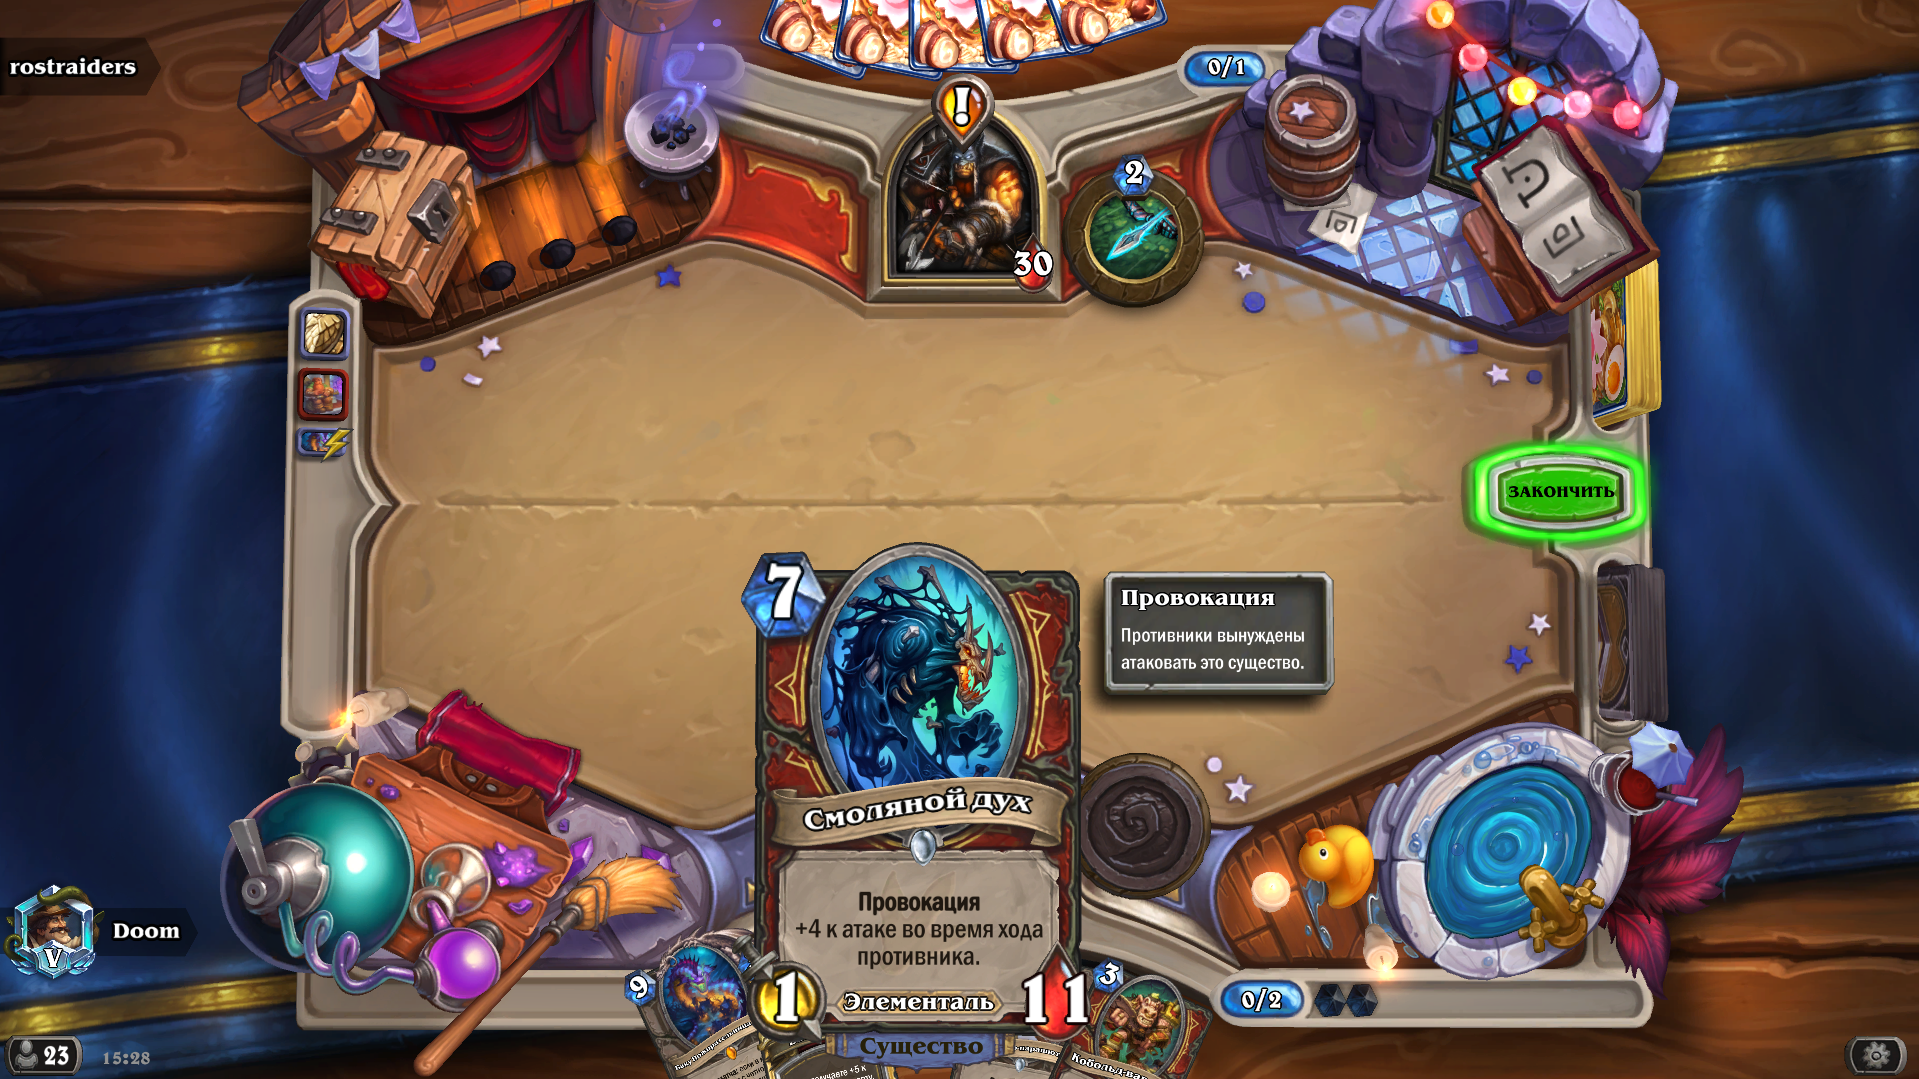 rostraiders
0/1
2
30
ЗАКОНЧИТЬ
7
Провокация
Противники вынуждены
атаковать это существо.
Смоляной дух
Провокация
+4 к атаке во время хода
противника.
1
Элементаль
11
Существо
Doom
V
9
3
0/2
23
15:28